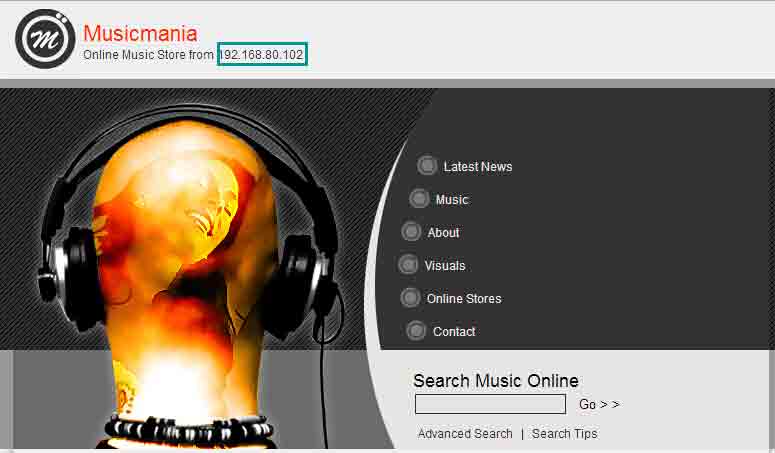 Musicmania
Online Music Store from 192.168.80.102
Latest News
Music
About
Visuals
Online Stores
Contact
Search Music Online
Go > >
Advanced Search | Search Tips